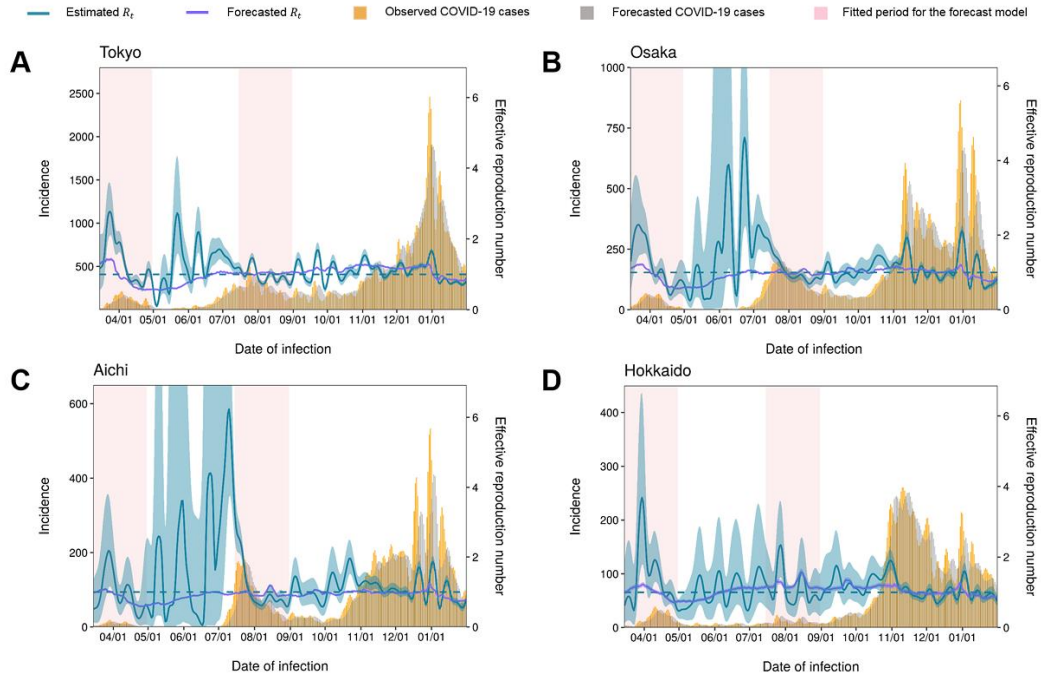 Estimated Rt Forecasted Rt Observed COVID-19 cases Forecasted COVID-19 cases Fitted period for the forecast model
A Tokyo
2500
2000
1500
1000
500
Incidence
6
4
2
0
Effective reproduction number
04/01 05/01 06/01 07/01 08/01 09/01 10/01 11/01 12/01 01/01
Date of infection
B Osaka
1000
750
500
250
0
Incidence
6
4
2
0
Effective reproduction number
04/01 05/01 06/01 07/01 08/01 09/01 10/01 11/01 12/01 01/01
Date of infection
C Aichi
600
400
200
0
Incidence
6
4
2
0
Effective reproduction number
04/01 05/01 06/01 07/01 08/01 09/01 10/01 11/01 12/01 01/01
Date of infection
D Hokkaido
400
300
200
100
0
Incidence
6
4
2
0
Effective reproduction number
04/01 05/01 06/01 07/01 08/01 09/01 10/01 11/01 12/01 01/01
Date of infection